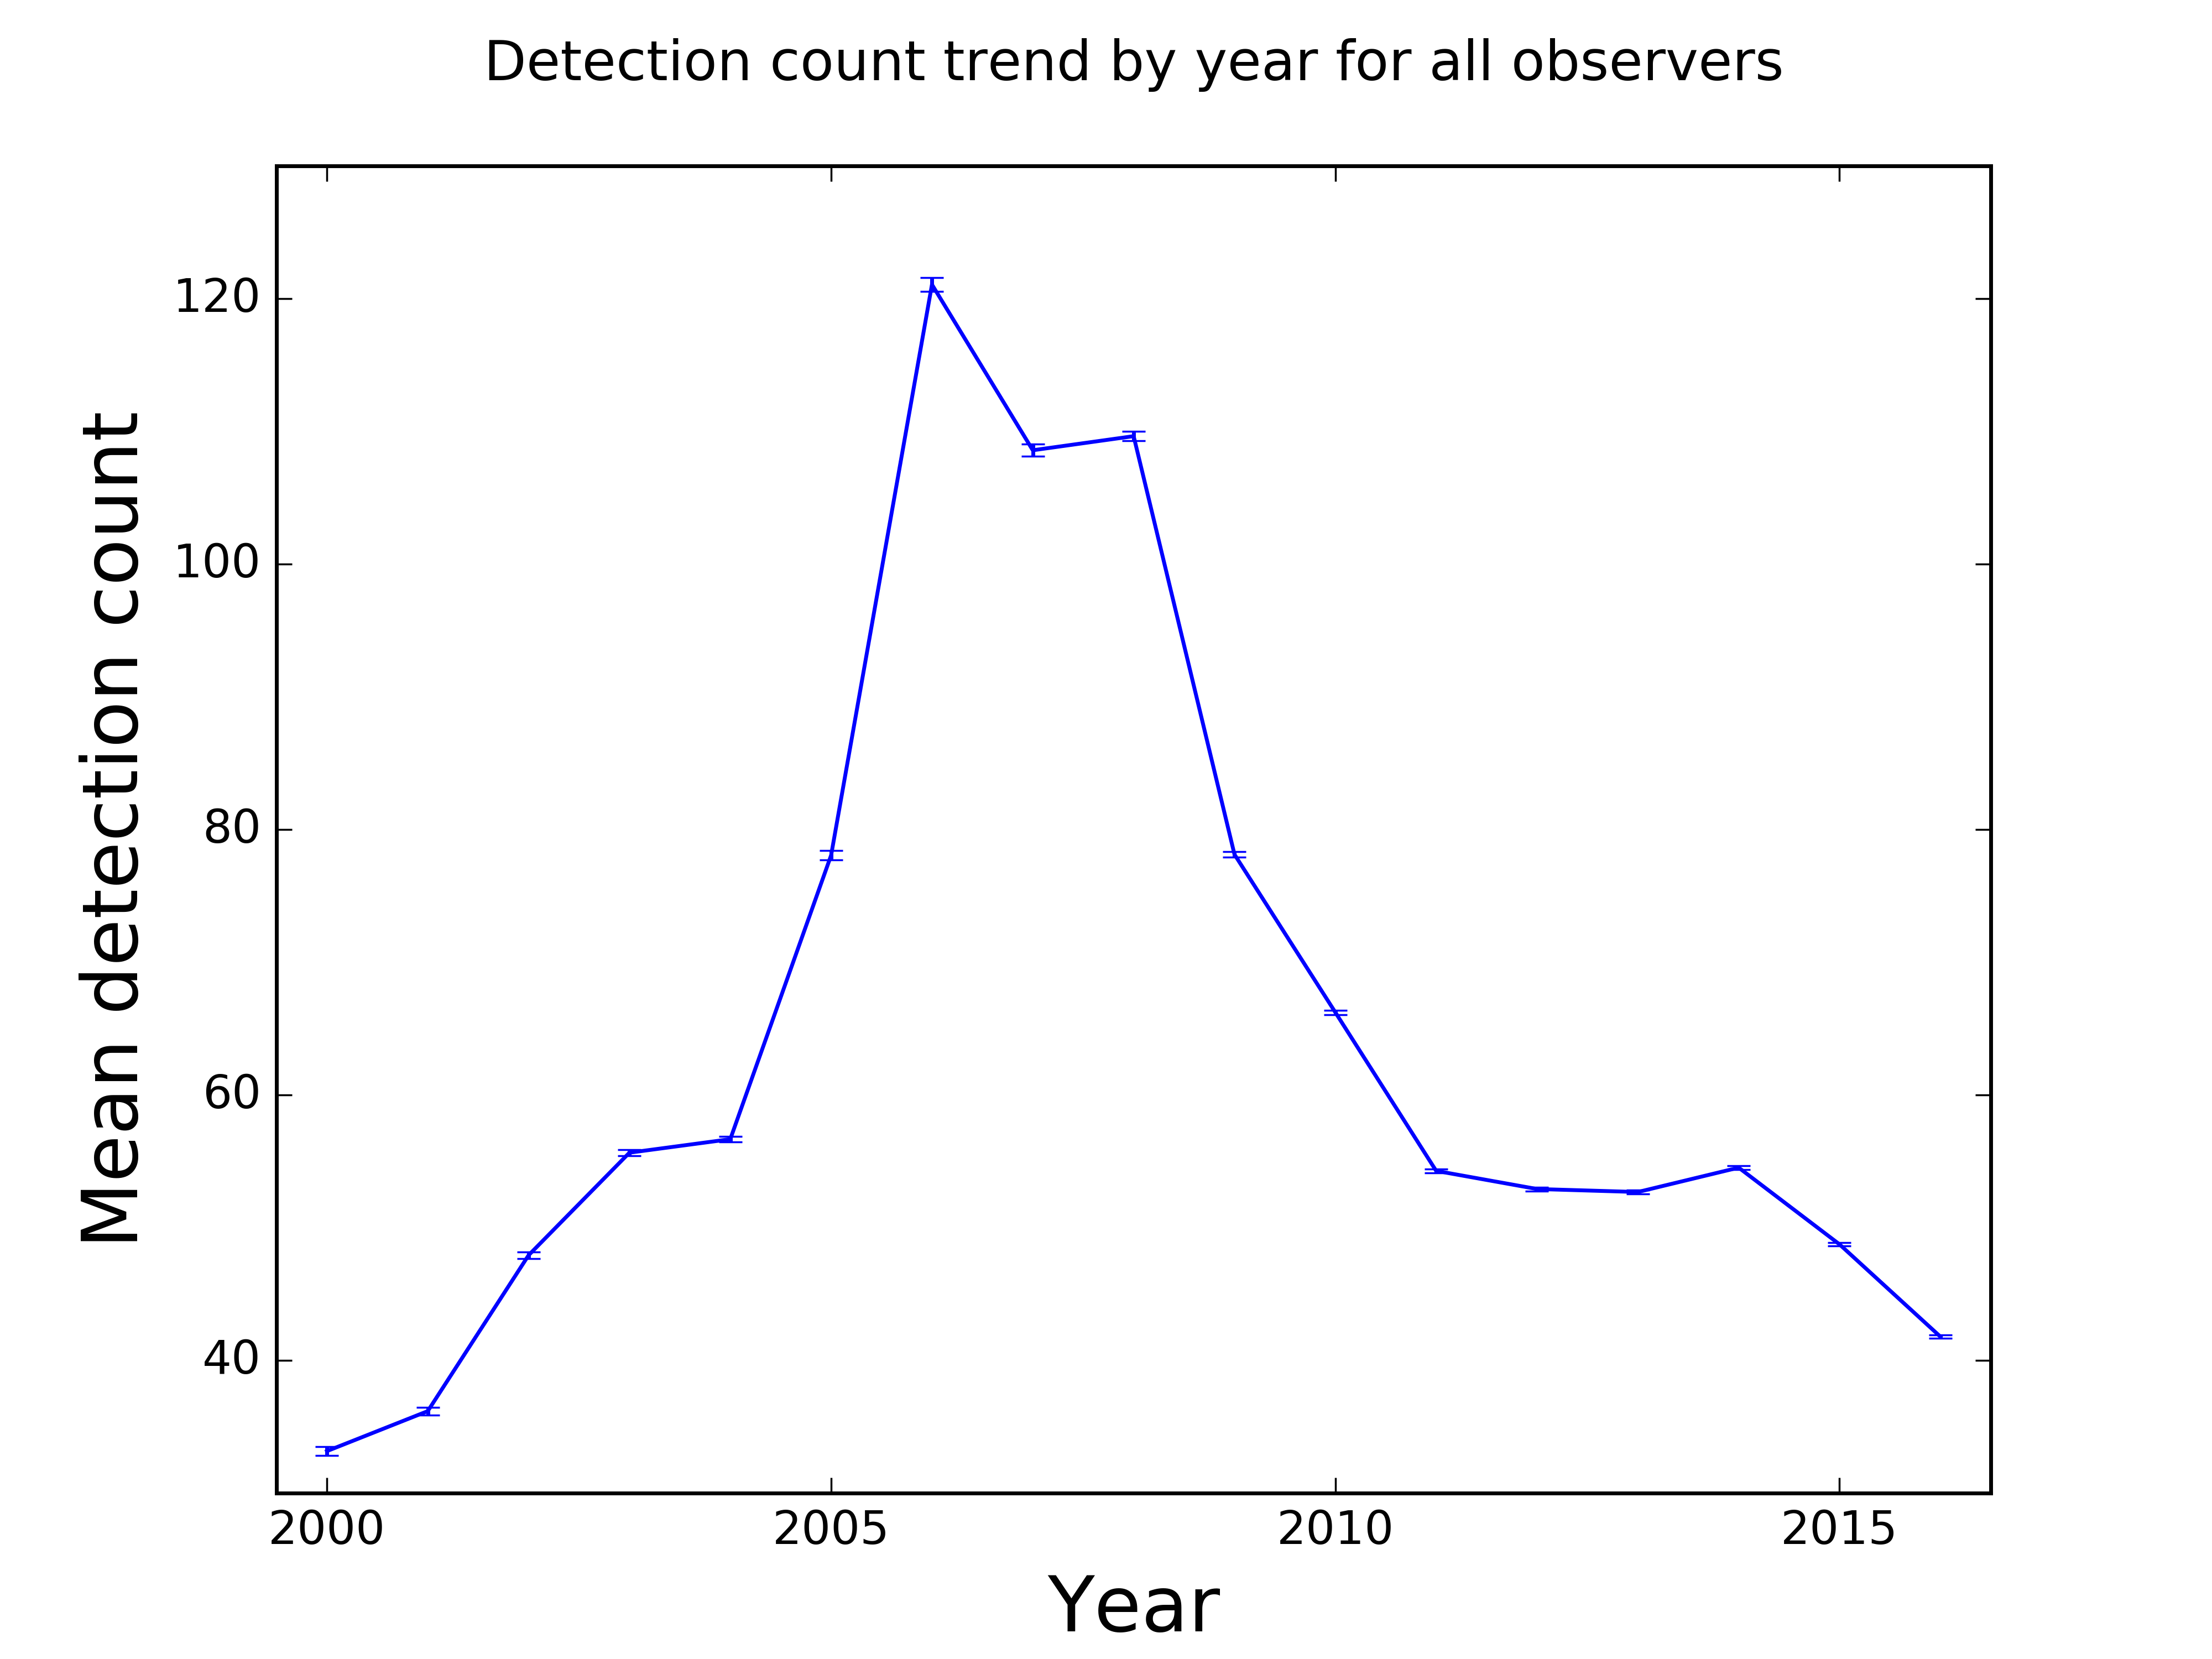 Detection count trend by year for all observers
Mean detection count
120
100
80
60
40
2000 2005 2010 2015
Year